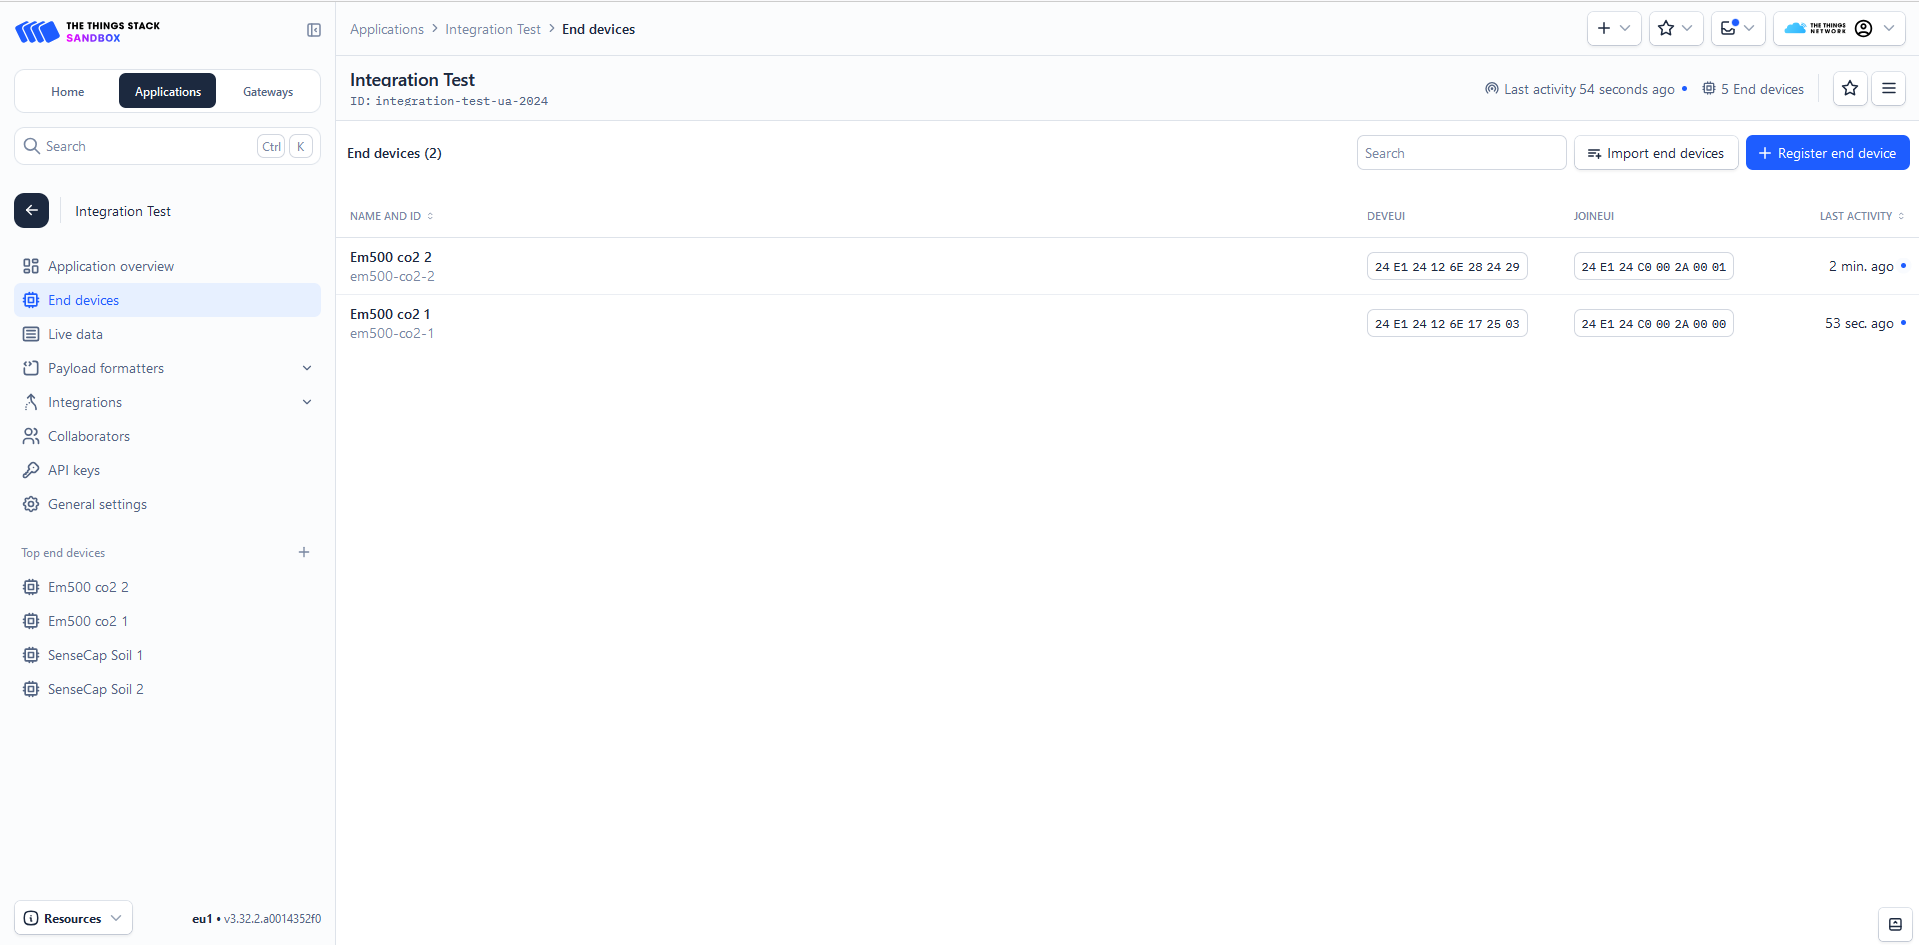 THE THINGS STACK
SANDBOX
Home
Applications
Gateways
Search
Ctrl
K
Integration Test
Application overview
End devices
Live data
Payload formatters
Integrations
Collaborators
API keys
General settings
Top end devices
Em500 co2 2
Em500 co2 1
SenseCap Soil 1
SenseCap Soil 2
Resources
eu1 • v3.32.2.a0014352f0
Applications > Integration Test > End devices
THE THINGS
NETWORK
Integration Test
ID: integration-test-ua-2024
Last activity 54 seconds ago
5 End devices
End devices (2)
Search
Import end devices
+ Register end device
NAME AND ID
DEVEUI
JOINEUI
LAST ACTIVITY
Em500 co2 2
em500-co2-2
24 E1 24 12 6E 28 24 29
24 E1 24 C0 00 2A 00 01
2 min. ago
Em500 co2 1
em500-co2-1
24 E1 24 12 6E 17 25 03
24 E1 24 C0 00 2A 00 00
53 sec. ago